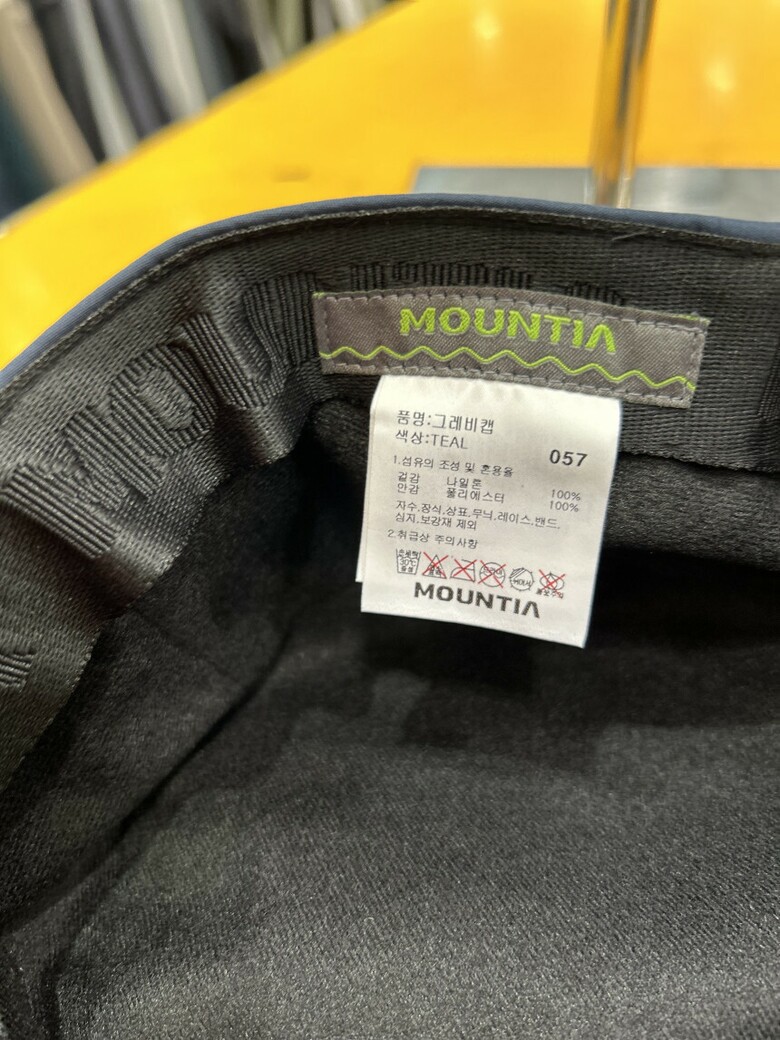 MOUNTIA
품명:그레비캡
색상:TEAL
057
1.섬유의 조성 및 혼용율
겉감 나일론 100%
안감 폴리에스터 100%
자수.장식.상표.무늬.레이스.밴드.
심지.보강재 제외
2.취급상 주의사항
30℃
MOUNTIA